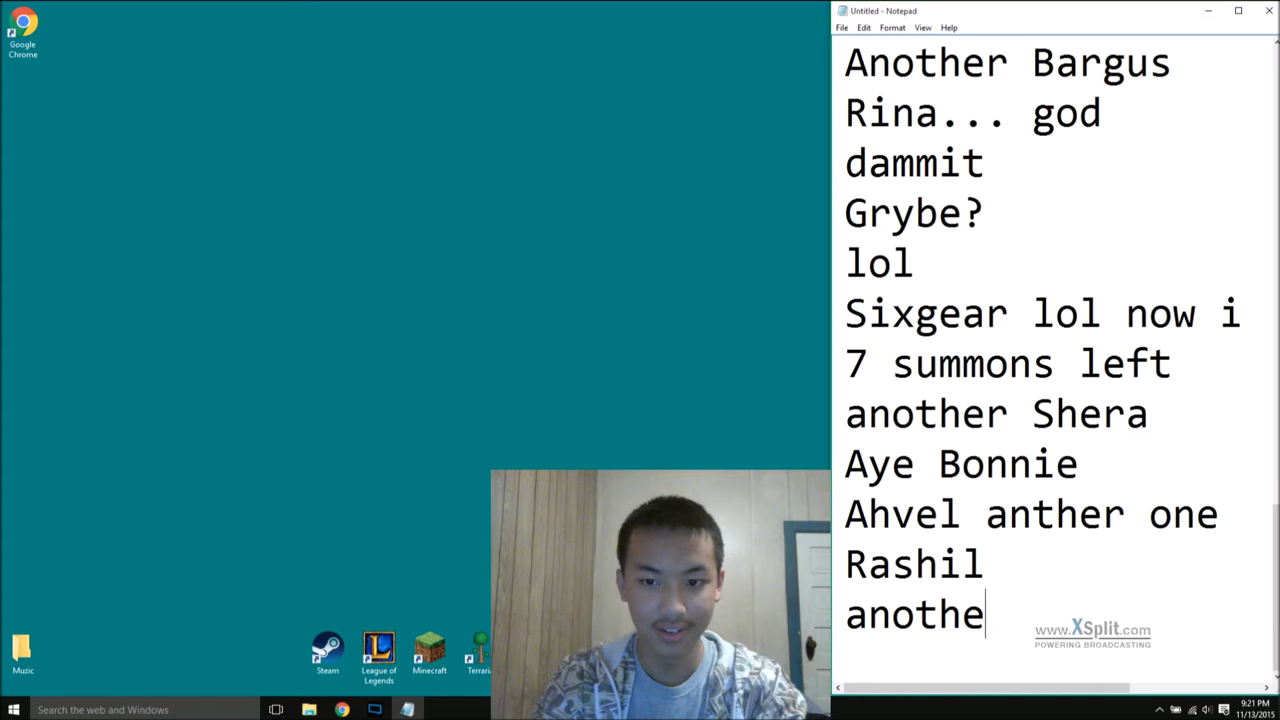 Google
Chrome
Untitled - Notepad
File Edit Format View Help
Another Bargus
Rina... god
dammit
Grybe?
lol
Sixgear lol now i
7 summons left
another Shera
Aye Bonnie
Ahvel anther one
Rashil
anothe
www.XSplit.com
POWERING BROADCASTING
Muzic
Steam
League of
Legends
Minecraft
Terrari
Search the web and Windows
9:21 PM
11/13/2015